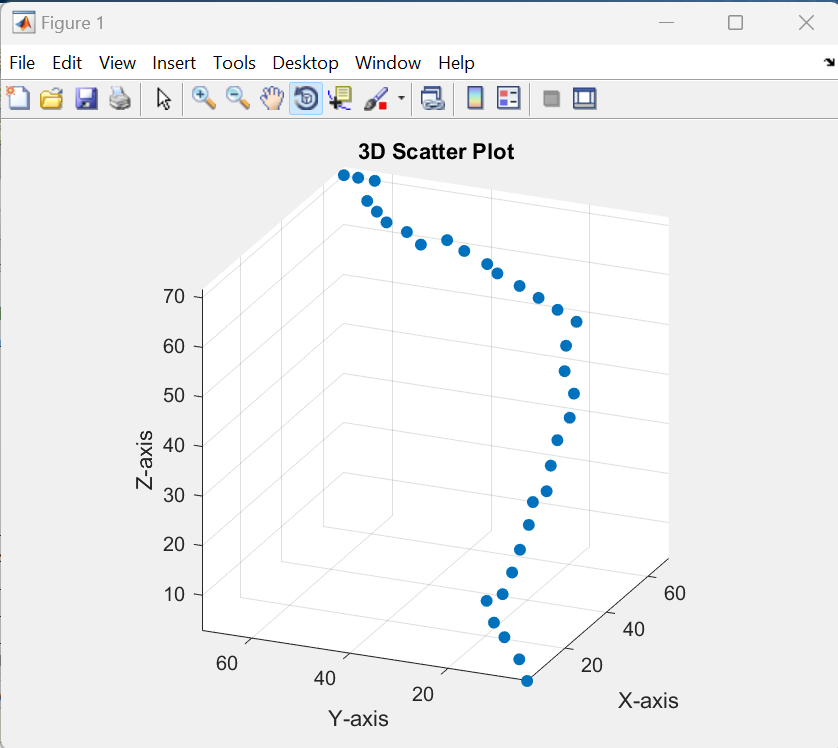 Figure 1
File Edit View Insert Tools Desktop Window Help
3D Scatter Plot
70
60
50
40
30
20
10
Z-axis
60
40
20
Y-axis
20
40
60
X-axis